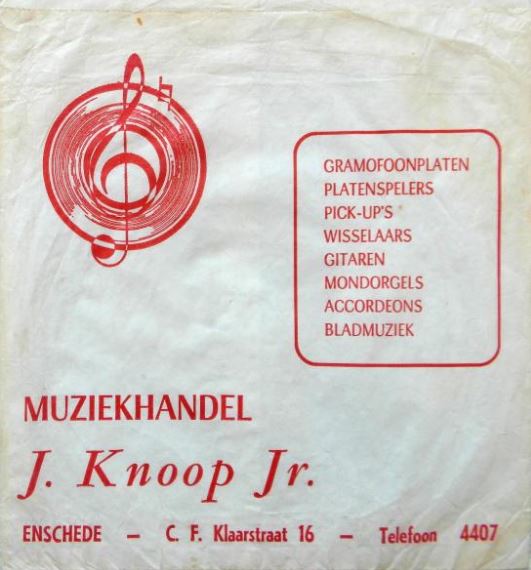 GRAMOFOONPLATEN
PLATENSPELERS
PICK-UP'S
WISSELAARS
GITAREN
MONDORGELS
ACCORDEONS
BLADMUZIEK
MUZIEKHANDEL
J. Knoop Jr.
ENSCHEDE – C. F. Klaarstraat 16 – Telefoon 4407